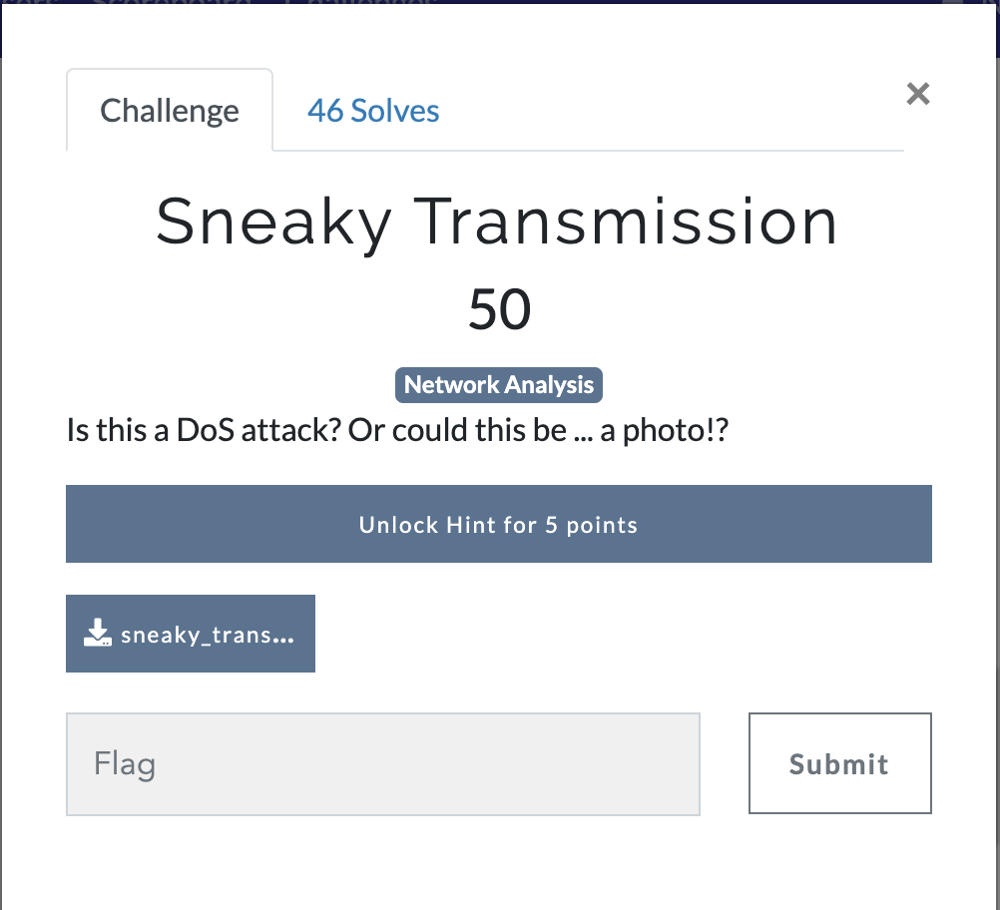 Challenge
46 Solves
×
Sneaky Transmission
50
Network Analysis
Is this a DoS attack? Or could this be ... a photo!?
Unlock Hint for 5 points
sneaky_trans...
Flag
Submit